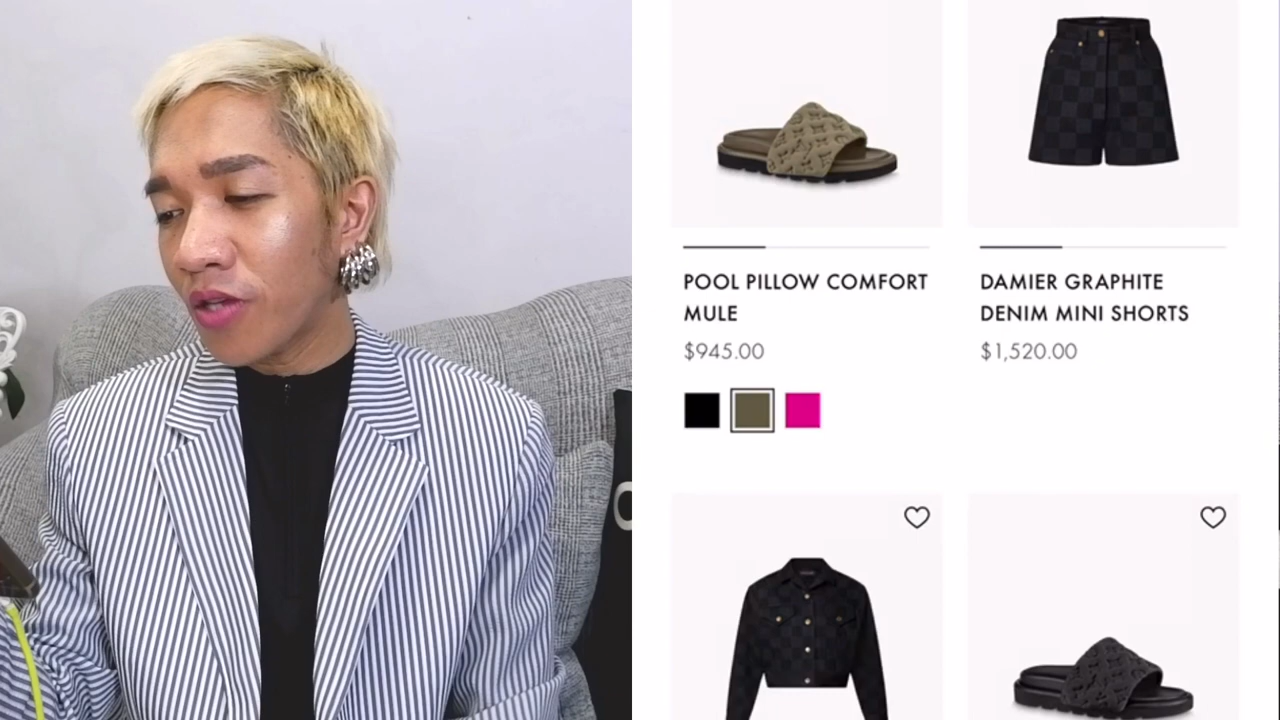 POOL PILLOW COMFORT
MULE
$945.00
DAMIER GRAPHITE
DENIM MINI SHORTS
$1,520.00